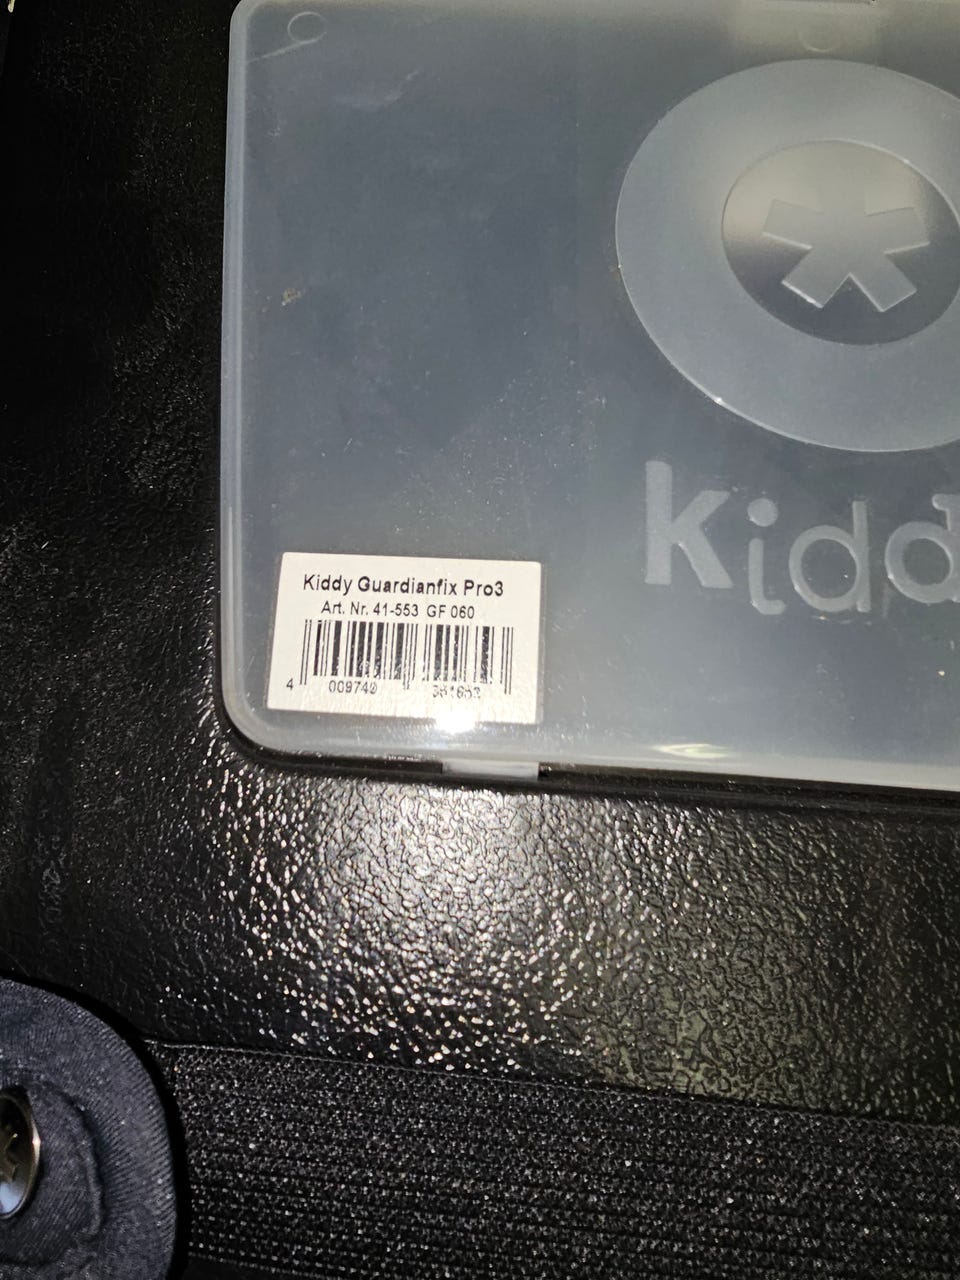 kidd
Kiddy Guardianfix Pro3
Art. Nr. 41-553 GF 060
4 009749